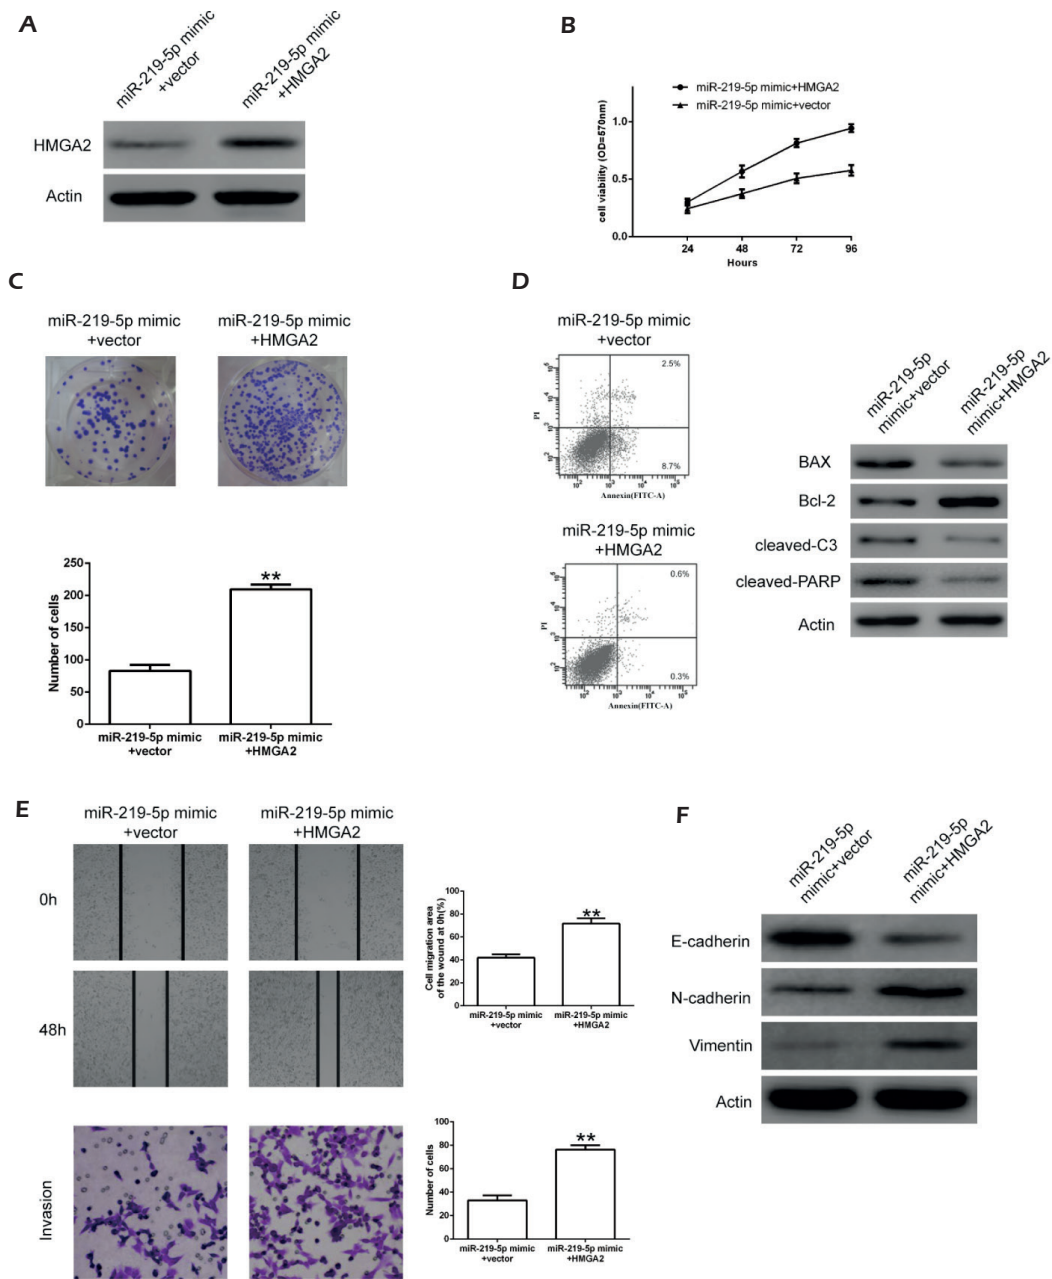 A
miR-219-5p mimic
+vector
miR-219-5p mimic
+HMGA2
HMGA2
Actin
B
miR-219-5p mimic+HMGA2
miR-219-5p mimic+vector
cell viability (OD=570nm)
1.0
0.5
0.0
24 48 72 96
Hours
C
miR-219-5p mimic
+vector
miR-219-5p mimic
+HMGA2
Number of cells
250
200
150
100
50
0
**
miR-219-5p mimic
+vector
miR-219-5p mimic
+HMGA2
D
miR-219-5p mimic
+vector
2.5%
8.7%
PI
Annexin(FITC-A)
miR-219-5p mimic
+HMGA2
0.6%
0.3%
PI
Annexin(FITC-A)
miR-219-5p
mimic+vector
miR-219-5p
mimic+HMGA2
BAX
Bcl-2
cleaved-C3
cleaved-PARP
Actin
E
miR-219-5p mimic
+vector
miR-219-5p mimic
+HMGA2
0h
48h
Cell migration area
of the wound at 0h(%)
100
80
60
40
20
0
**
miR-219-5p mimic
+vector
miR-219-5p mimic
+HMGA2
Invasion
Number of cells
100
80
60
40
20
0
**
miR-219-5p mimic
+vector
miR-219-5p mimic
+HMGA2
F
miR-219-5p
mimic+vector
miR-219-5p
mimic+HMGA2
E-cadherin
N-cadherin
Vimentin
Actin